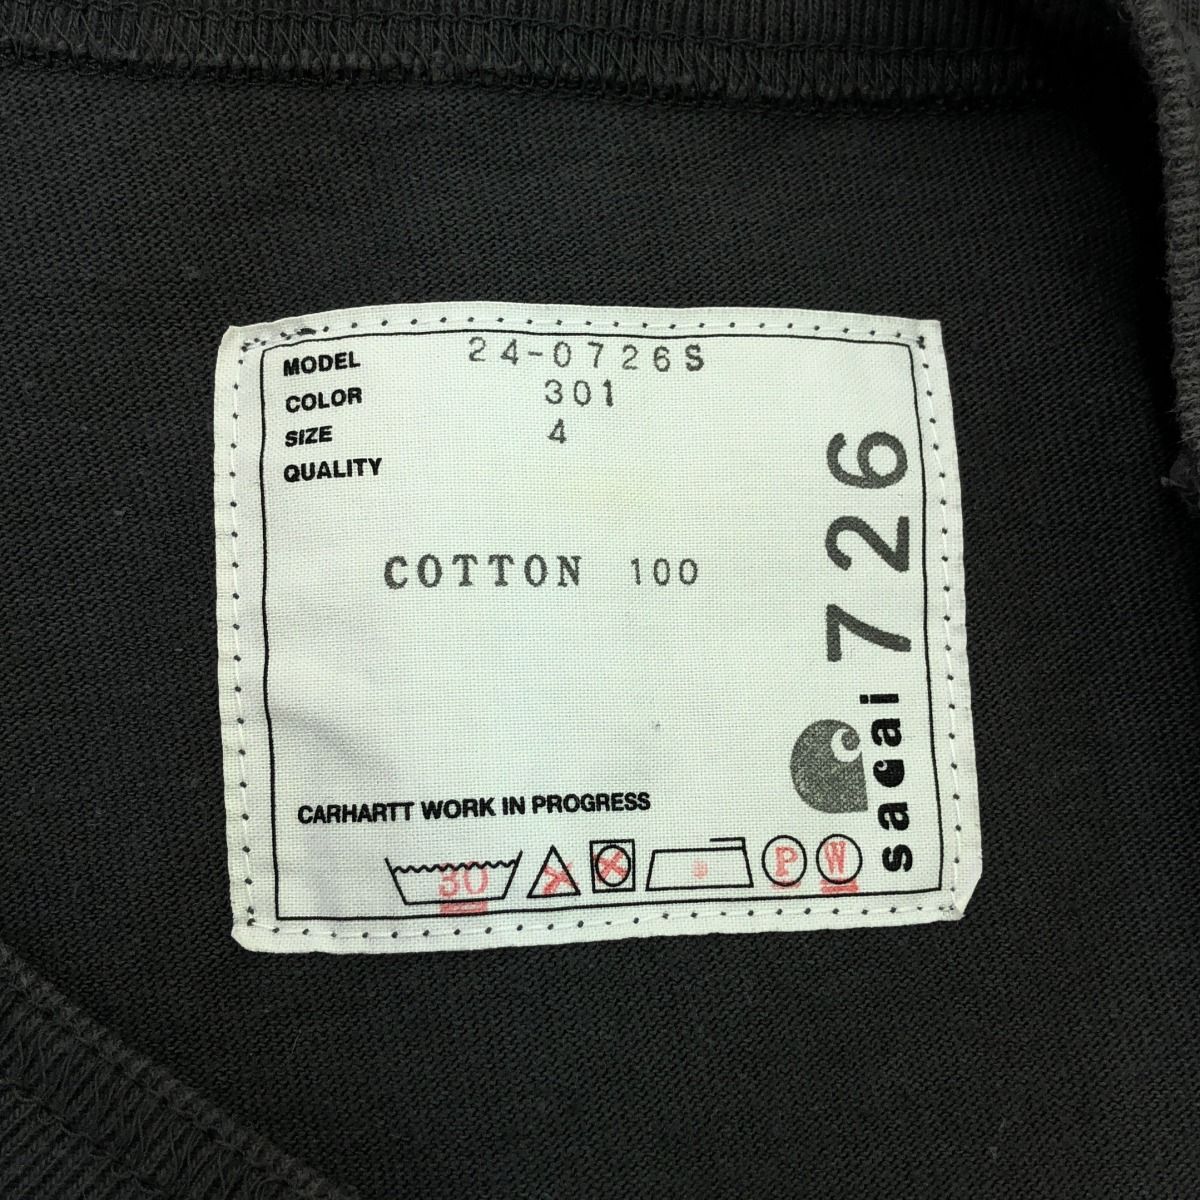 MODEL 24-0726S
COLOR 301
SIZE 4
QUALITY
COTTON 100
CARHARTT WORK IN PROGRESS
30 P W
sacai 726